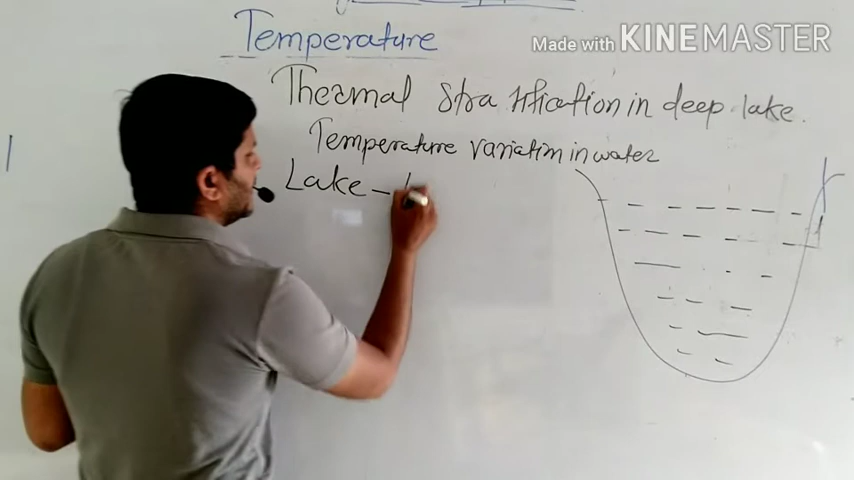 Temperature
Made with KINEMASTER
Thermal Stratification in deep lake.
Temperature variation in water
Lake -